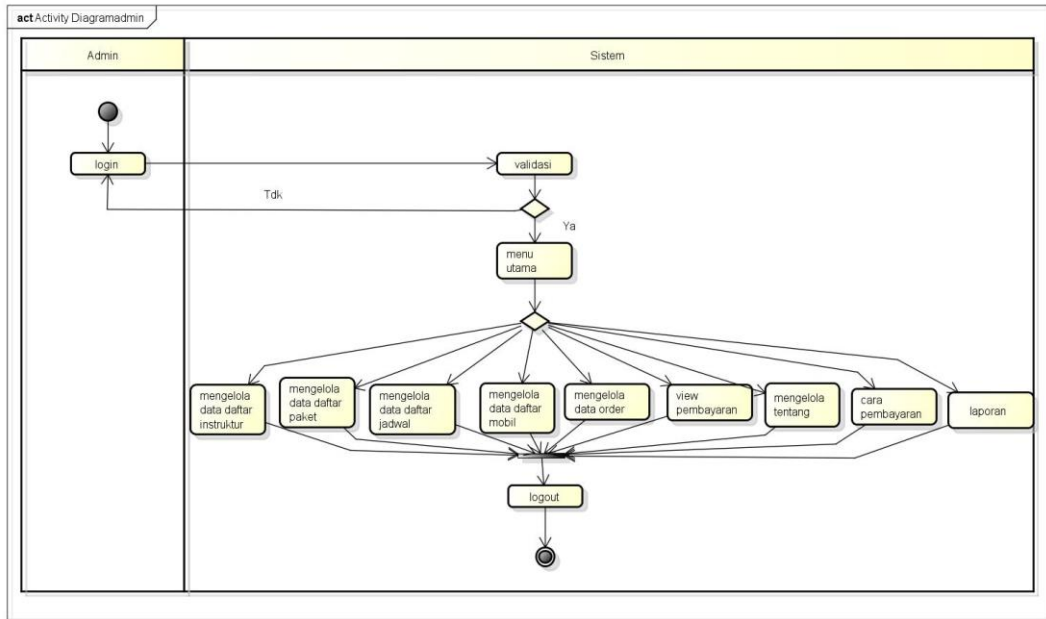 act Activity Diagramadmin
Admin
Sistem
login
validasi
Tdk
Ya
menu
utama
mengelola
data daftar
instruktur
mengelola
data daftar
paket
mengelola
data daftar
jadwal
mengelola
data daftar
mobil
mengelola
data order
view
pembayaran
mengelola
tentang
cara
pembayaran
laporan
logout